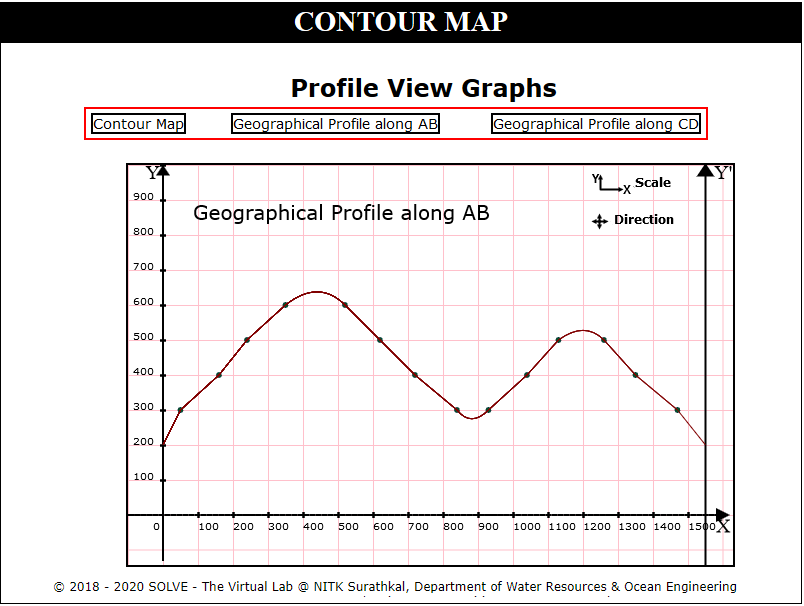 CONTOUR MAP
Profile View Graphs
Contour Map Geographical Profile along AB Geographical Profile along CD
Y Y'
Y X Scale
Geographical Profile along AB
Direction
900
800
700
600
500
400
300
200
100
0 100 200 300 400 500 600 700 800 900 1000 1100 1200 1300 1400 1500 X
© 2018 - 2020 SOLVE - The Virtual Lab @ NITK Surathkal, Department of Water Resources & Ocean Engineering